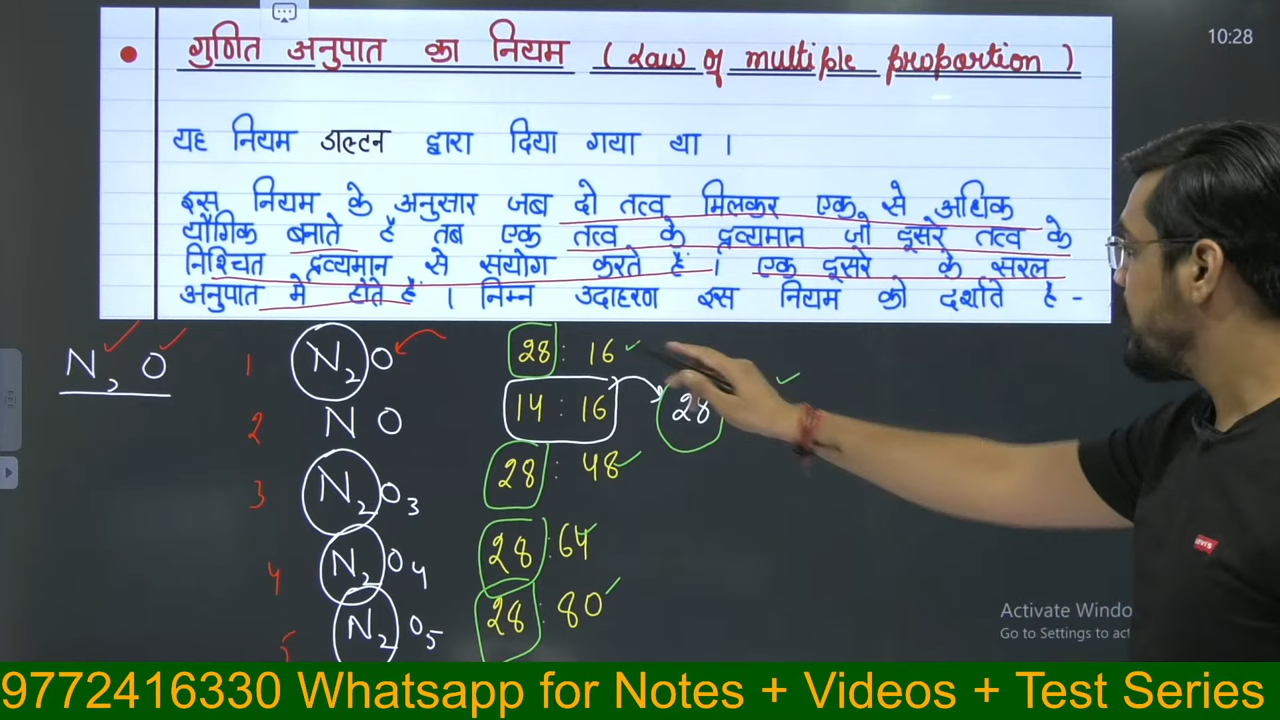 10:28
गुणित अनुपात का नियम ( Law of multiple proportion )
यह नियम डाल्टन द्वारा दिया गया था ।
इस नियम के अनुसार जब दो तत्व मिलकर एक से अधिक
यौगिक बनाते है तब एक तत्व के द्रव्यमान जो दूसरे तत्व के
निश्चित द्रव्यमान से संयोग करते हैं । एक दूसरे के सरल
अनुपात में होते हैं । निम्न उदाहरण इस नियम को दर्शाते है -
N, O
1 N₂O 28 : 16
2 NO 14 : 16 28
3 N₂O₃ 28 : 48
4 N₂O₄ 28 : 64
5 N₂O₅ 28 : 80
LEVI'S
Activate Windo
Go to Settings to act
9772416330 Whatsapp for Notes + Videos + Test Series